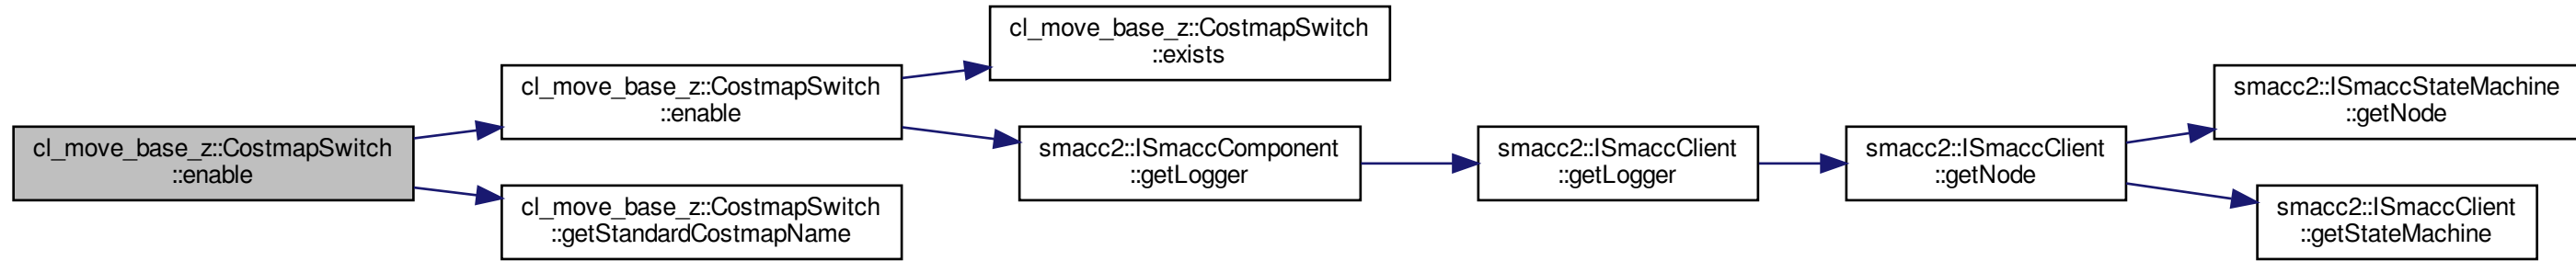 cl_move_base_z::CostmapSwitch
::enable
cl_move_base_z::CostmapSwitch
::enable
cl_move_base_z::CostmapSwitch
::getStandardCostmapName
cl_move_base_z::CostmapSwitch
::exists
smacc2::ISmaccComponent
::getLogger
smacc2::ISmaccClient
::getLogger
smacc2::ISmaccClient
::getNode
smacc2::ISmaccStateMachine
::getNode
smacc2::ISmaccClient
::getStateMachine